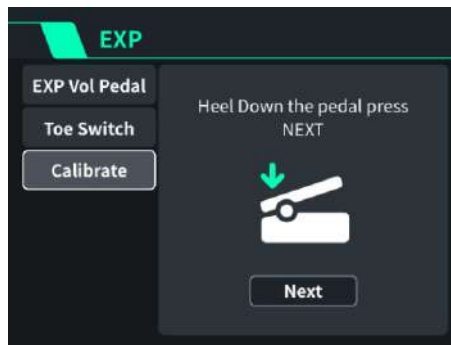 EXP
EXP Vol Pedal
Toe Switch
Calibrate
Heel Down the pedal press
NEXT
Next